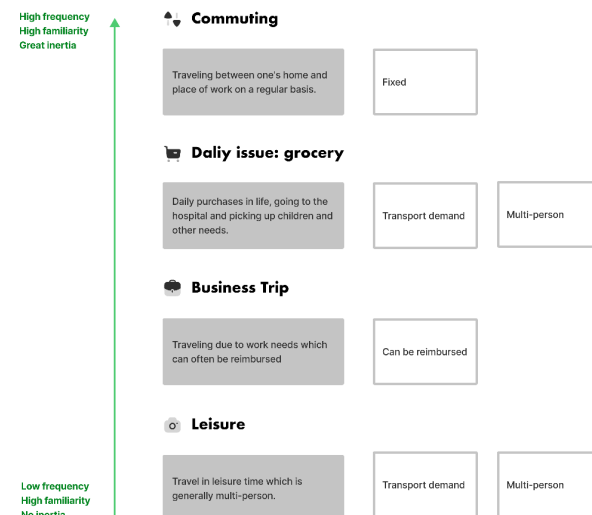 High frequency
High familiarity
Great inertia
Commuting
Traveling between one's home and
place of work on a regular basis.
Fixed
Daliy issue: grocery
Daily purchases in life, going to the
hospital and picking up children and
other needs.
Transport demand
Multi-person
Business Trip
Traveling due to work needs which
can often be reimbursed
Can be reimbursed
Leisure
Travel in leisure time which is
generally multi-person.
Transport demand
Multi-person
Low frequency
High familiarity
No inertia